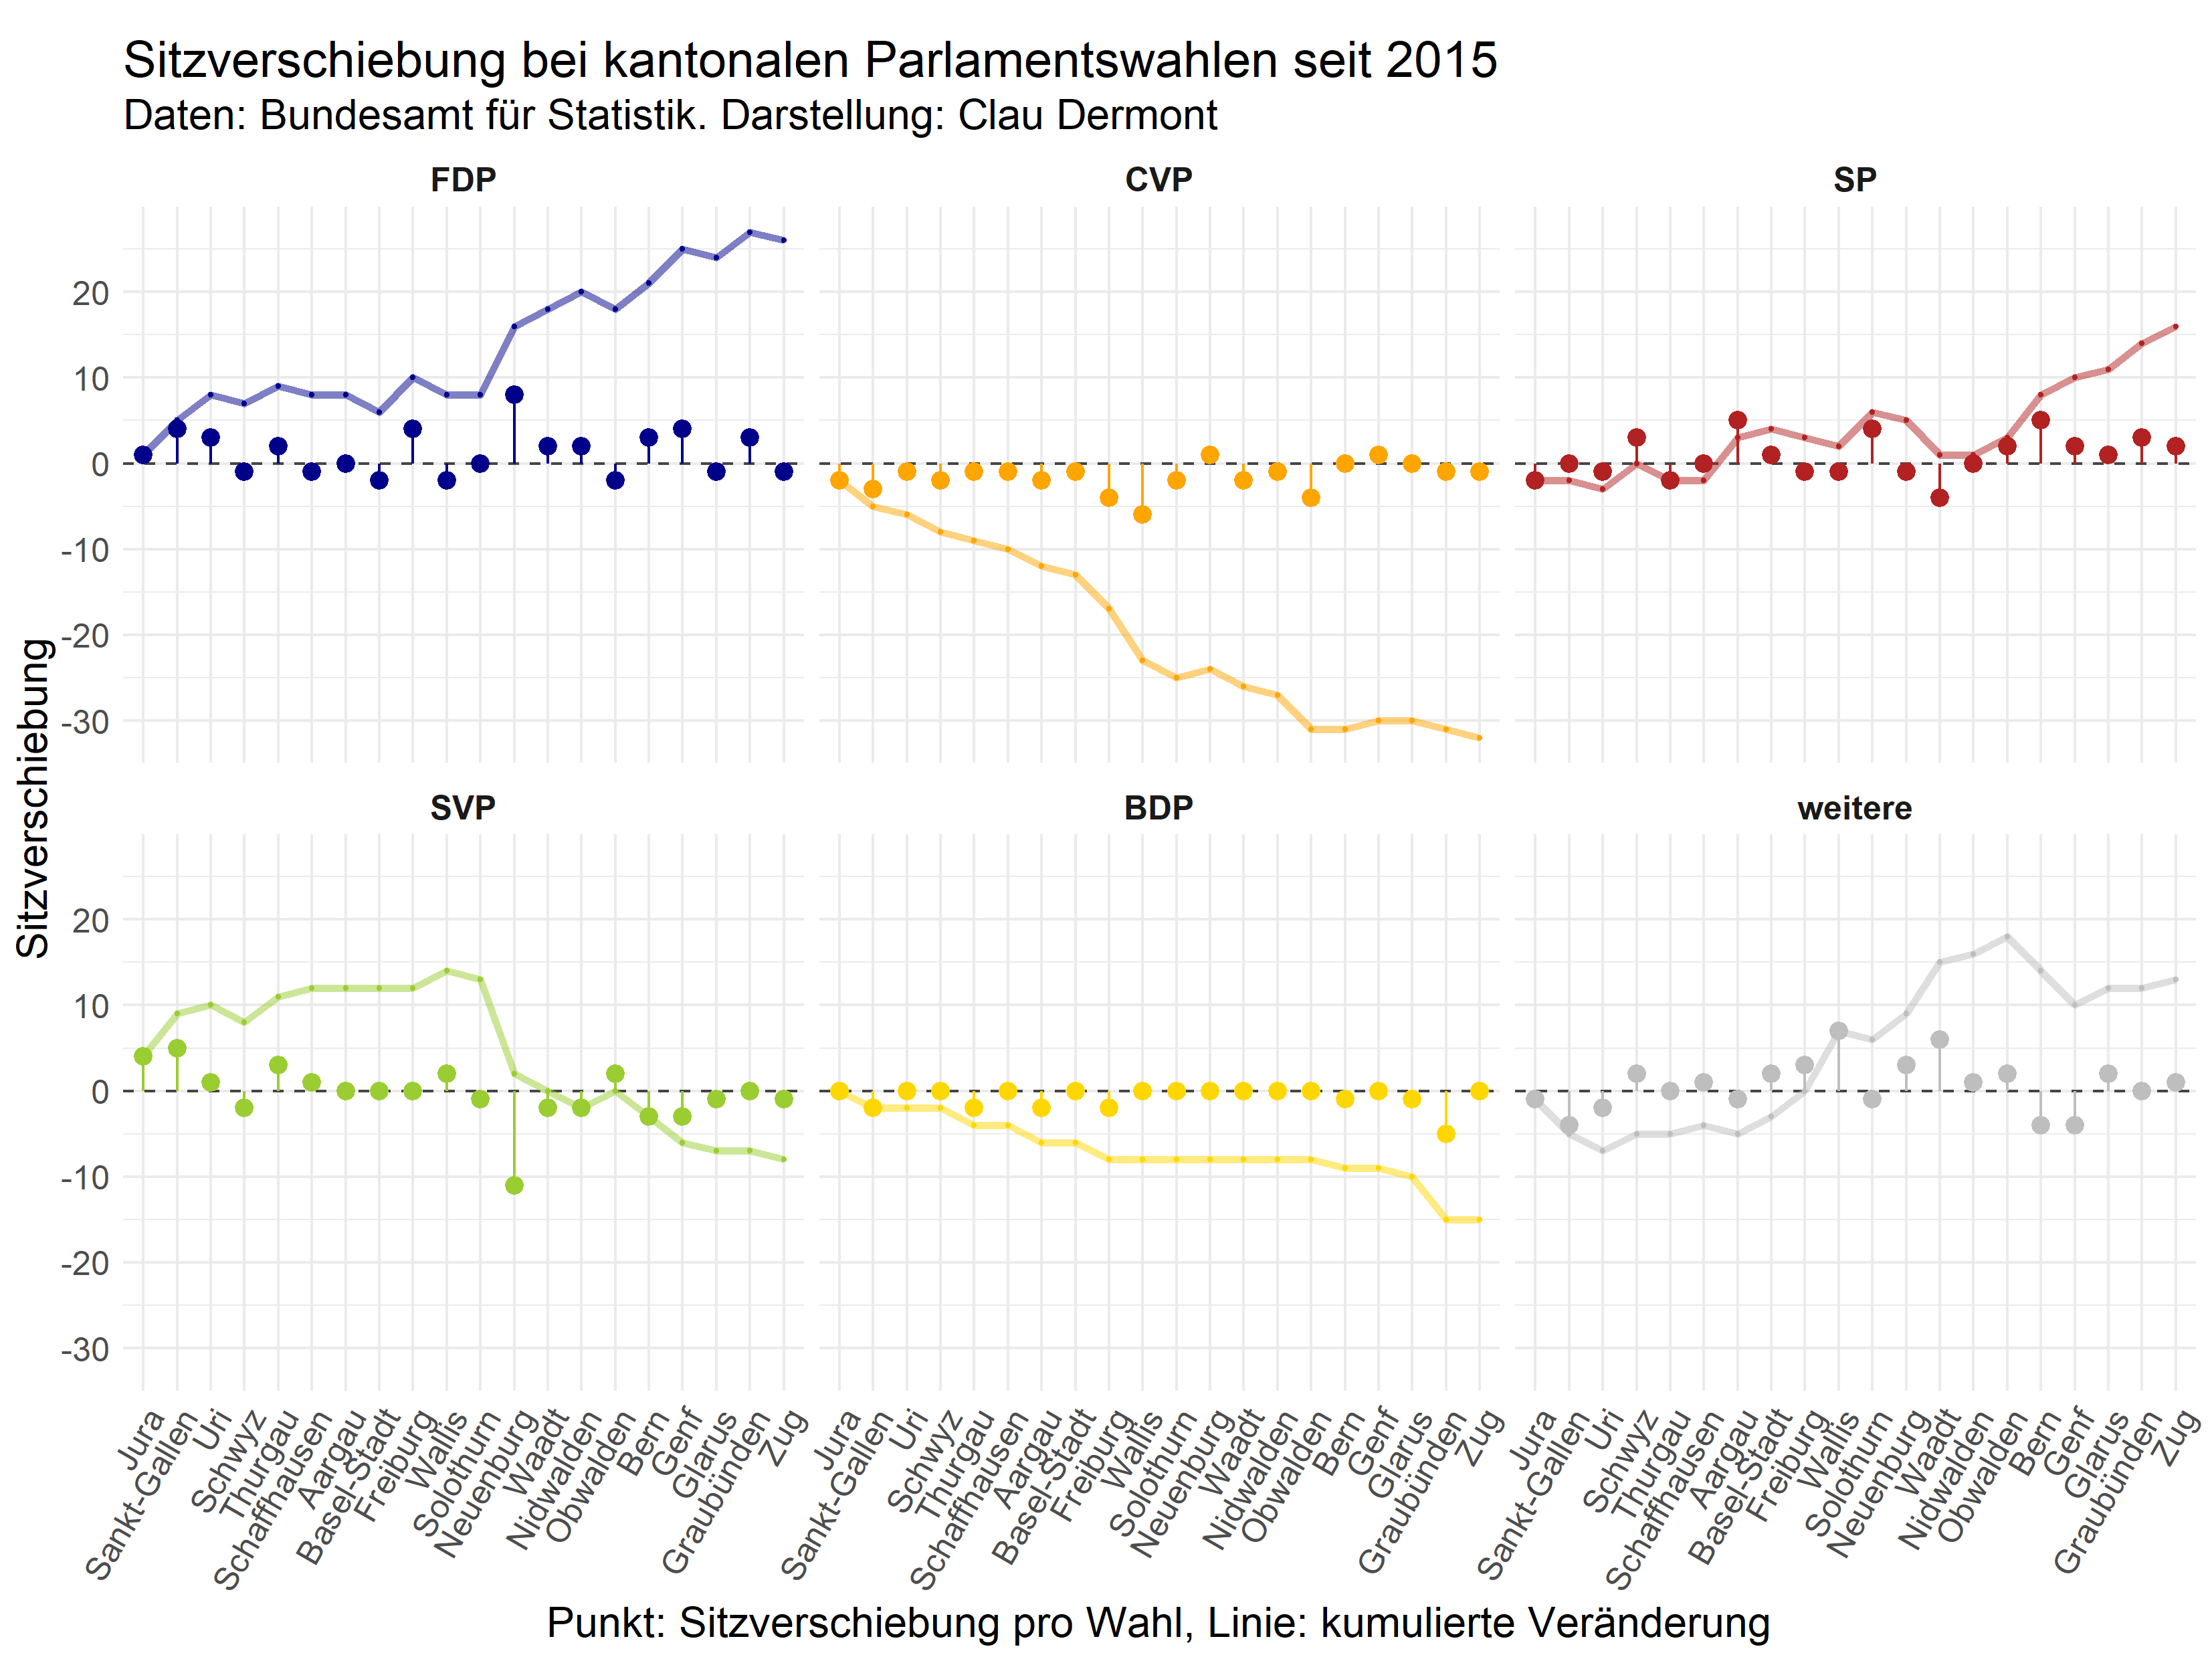 Sitzverschiebung bei kantonalen Parlamentswahlen seit 2015
Daten: Bundesamt für Statistik. Darstellung: Clau Dermont
FDP
CVP
SP
20
10
0
-10
-20
-30
Sitzverschiebung
SVP
BDP
weitere
20
10
0
-10
-20
-30
Jura
Sankt-Gallen
Uri
Schwyz
Thurgau
Schaffhausen
Aargau
Basel-Stadt
Freiburg
Wallis
Solothurn
Neuenburg
Waadt
Nidwalden
Obwalden
Bern
Genf
Glarus
Graubünden
Zug
Jura
Sankt-Gallen
Uri
Schwyz
Thurgau
Schaffhausen
Aargau
Basel-Stadt
Freiburg
Wallis
Solothurn
Neuenburg
Waadt
Nidwalden
Obwalden
Bern
Genf
Glarus
Graubünden
Zug
Jura
Sankt-Gallen
Uri
Schwyz
Thurgau
Schaffhausen
Aargau
Basel-Stadt
Freiburg
Wallis
Solothurn
Neuenburg
Waadt
Nidwalden
Obwalden
Bern
Genf
Glarus
Graubünden
Zug
Punkt: Sitzverschiebung pro Wahl, Linie: kumulierte Veränderung